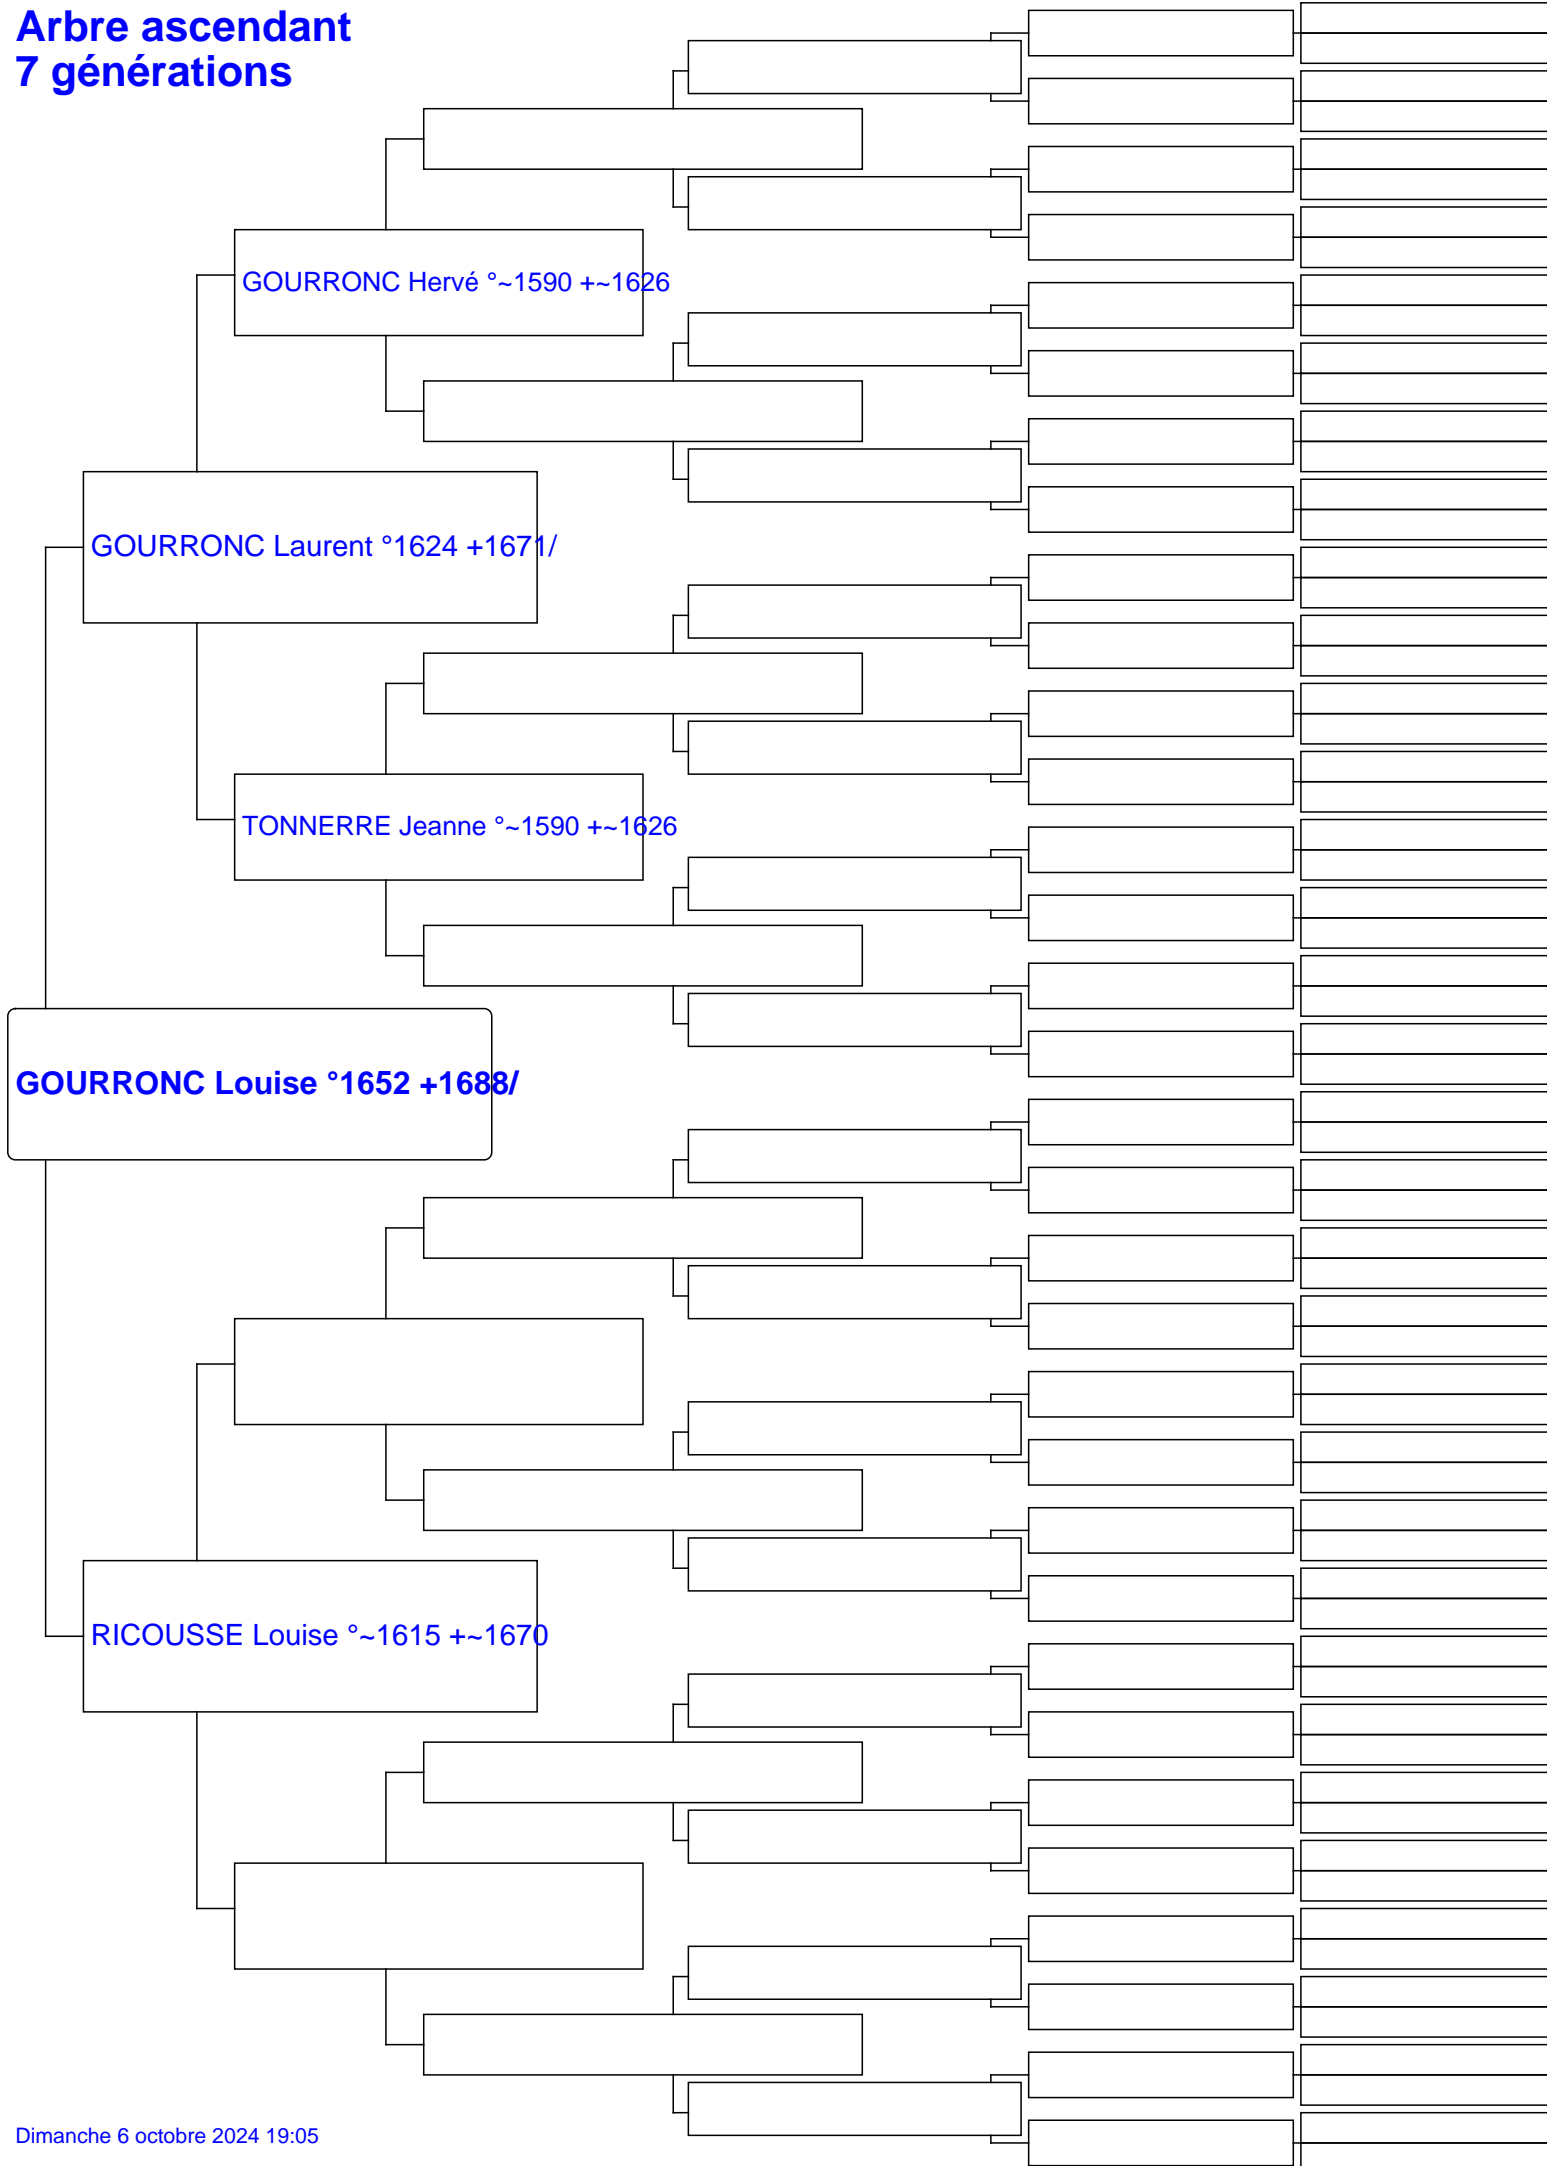 Arbre ascendant
7 générations
GOURRONC Hervé °~1590 +~1626
GOURRONC Laurent °1624 +1671/
TONNERRE Jeanne °~1590 +~1626
GOURRONC Louise °1652 +1688/
RICOUSSE Louise °~1615 +~1670
Dimanche 6 octobre 2024 19:05